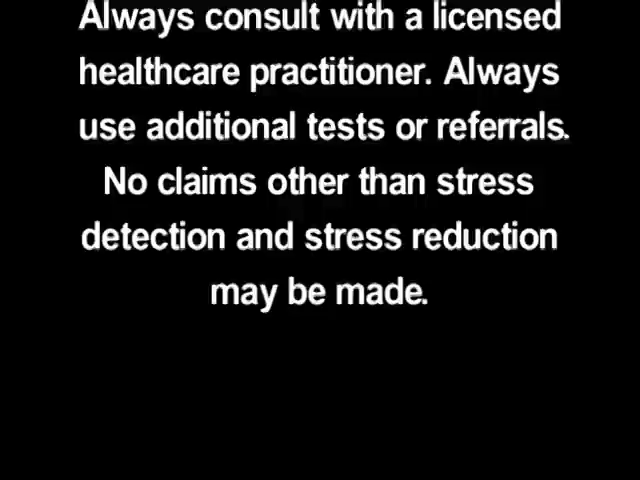 Always consult with a licensed
healthcare practitioner. Always
use additional tests or referrals.
No claims other than stress
detection and stress reduction
may be made.